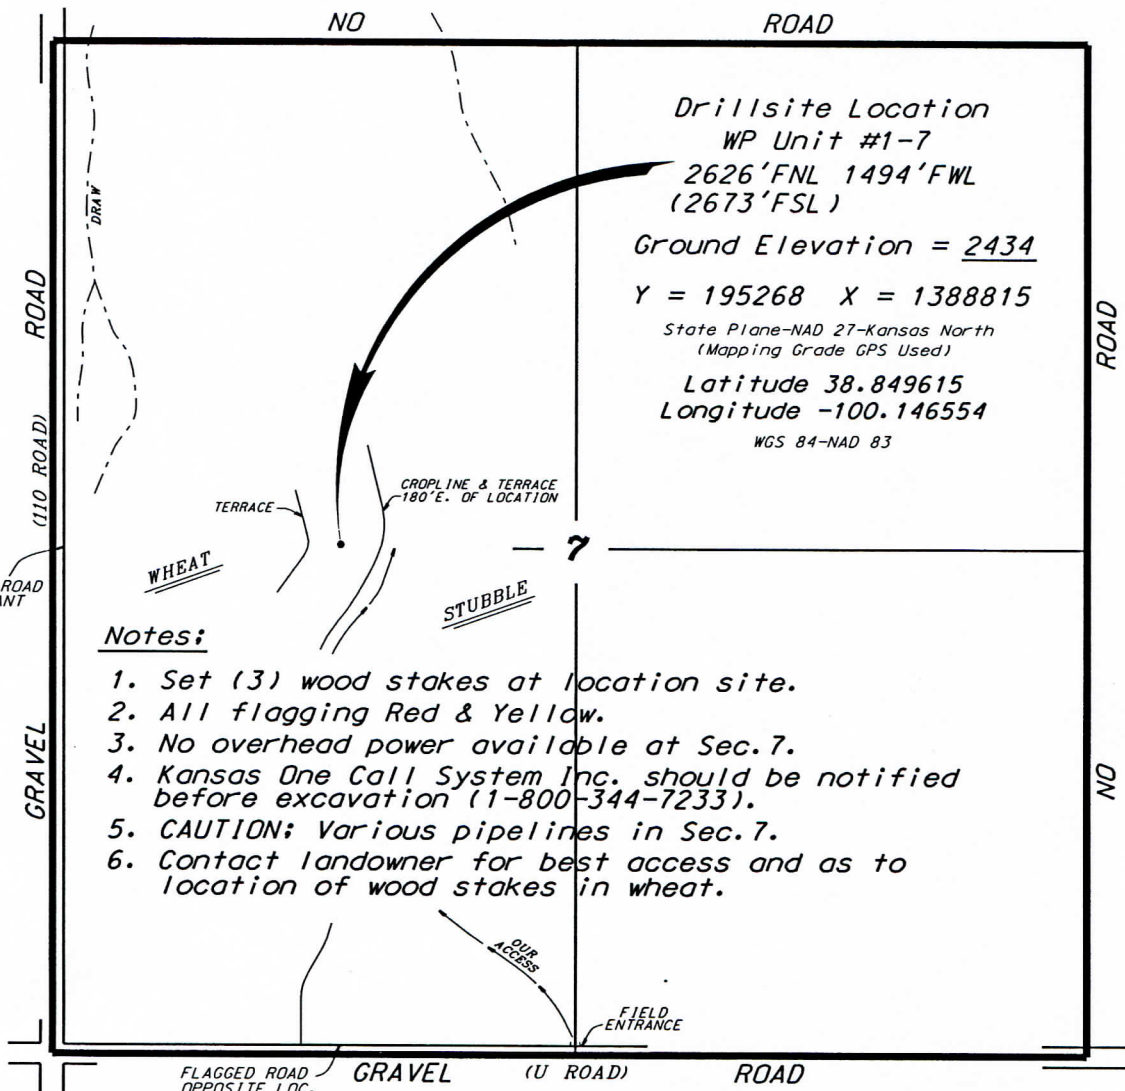 NO ROAD
Drillsite Location
WP Unit #1-7
2626'FNL 1494'FWL
(2673'FSL)
Ground Elevation = 2434
Y = 195268 X = 1388815
State Plane-NAD 27-Kansas North
(Mapping Grade GPS Used)
Latitude 38.849615
Longitude -100.146554
WGS 84-NAD 83
DRAW
GRAVEL (110 ROAD) ROAD
NO ROAD
TERRACE
CROPLINE & TERRACE
180'E. OF LOCATION
7
ROAD
WHEAT
STUBBLE
Notes:
1. Set (3) wood stakes at location site.
2. All flagging Red & Yellow.
3. No overhead power available at Sec.7.
4. Kansas One Call System Inc. should be notified
before excavation (1-800-344-7233).
5. CAUTION: Various pipelines in Sec.7.
6. Contact landowner for best access and as to
location of wood stakes in wheat.
OUR
ACCESS
FIELD
ENTRANCE
FLAGGED ROAD
OPPOSITE LOC.
GRAVEL (U ROAD) ROAD